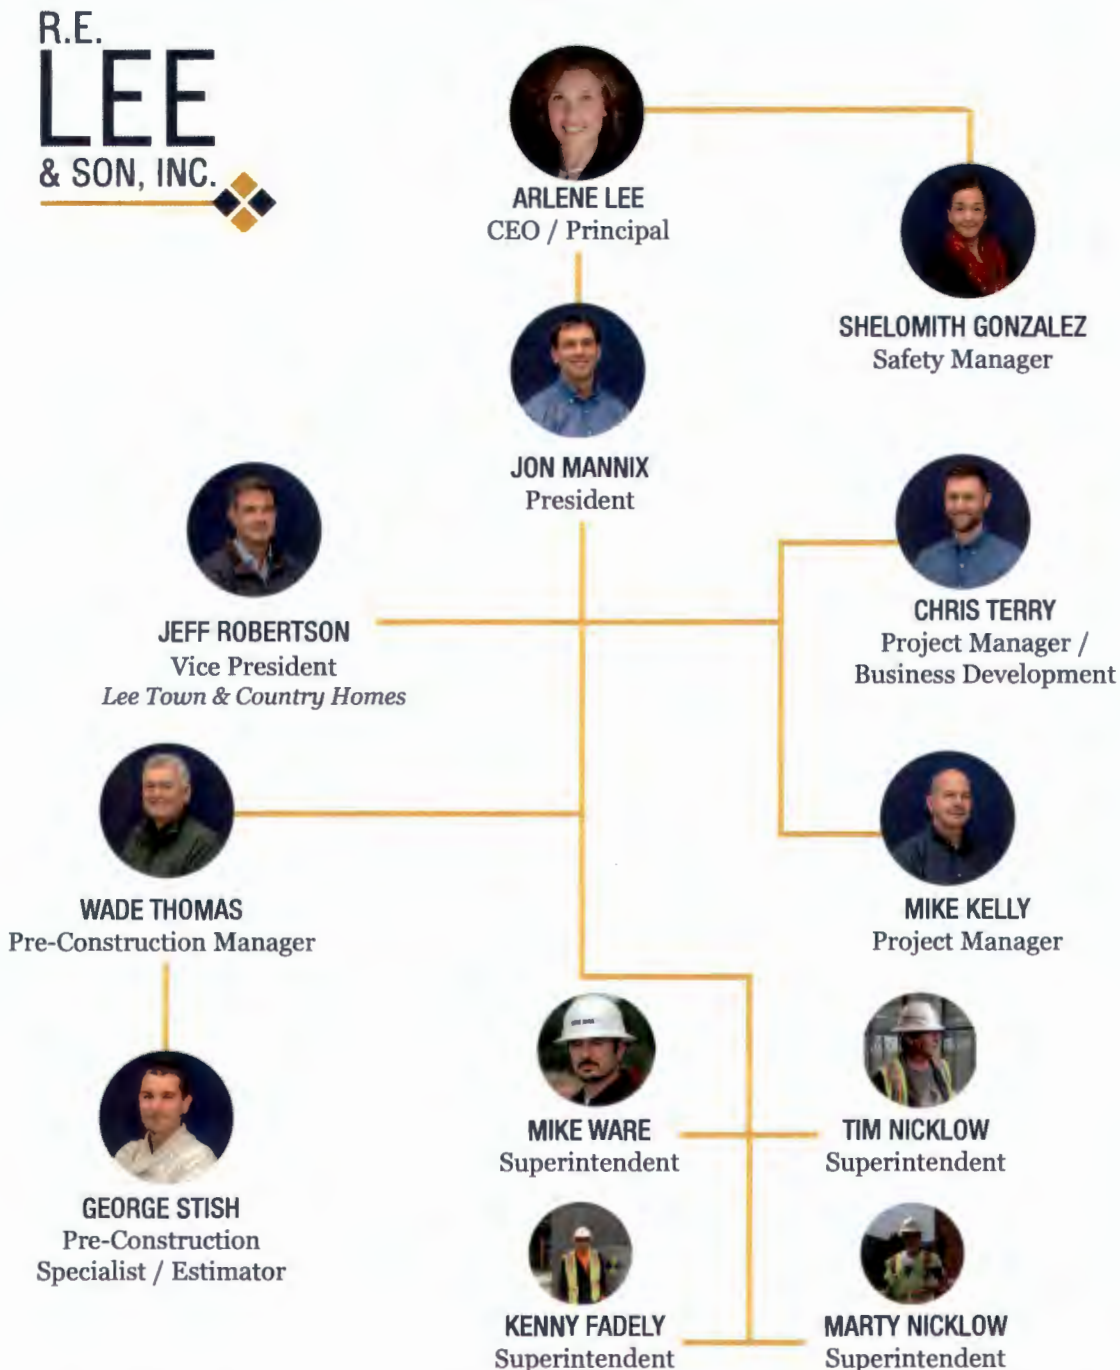 R.E.
LEE
& SON, INC.
ARLENE LEE
CEO / Principal
SHELOMITH GONZALEZ
Safety Manager
JON MANNIX
President
JEFF ROBERTSON
Vice President
Lee Town & Country Homes
CHRIS TERRY
Project Manager /
Business Development
WADE THOMAS
Pre-Construction Manager
MIKE KELLY
Project Manager
GEORGE STISH
Pre-Construction
Specialist / Estimator
MIKE WARE
Superintendent
TIM NICKLOW
Superintendent
KENNY FADELY
Superintendent
MARTY NICKLOW
Superintendent